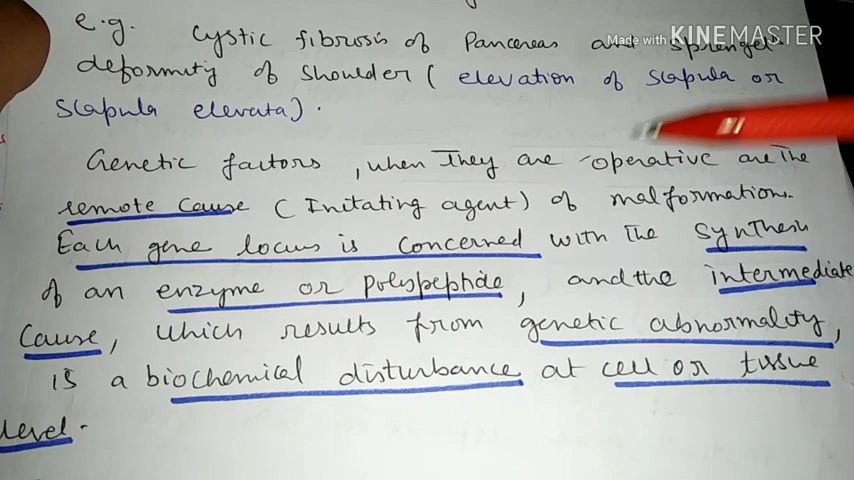 e.g. Cystic fibrosis of Pancreas and Sprengel
Made with KINEMASTER
deformity of Shoulder ( elevation of Scapula or
Scapula elevata ) .
Genetic factors , when they are operative are the
remote cause ( Initating agent ) of malformation.
Each gene locus is concerned with the synthesis
of an enzyme or polypeptide , and the intermediate
cause , which results from genetic abnormality ,
is a biochemical disturbance at cell or tissue
level .